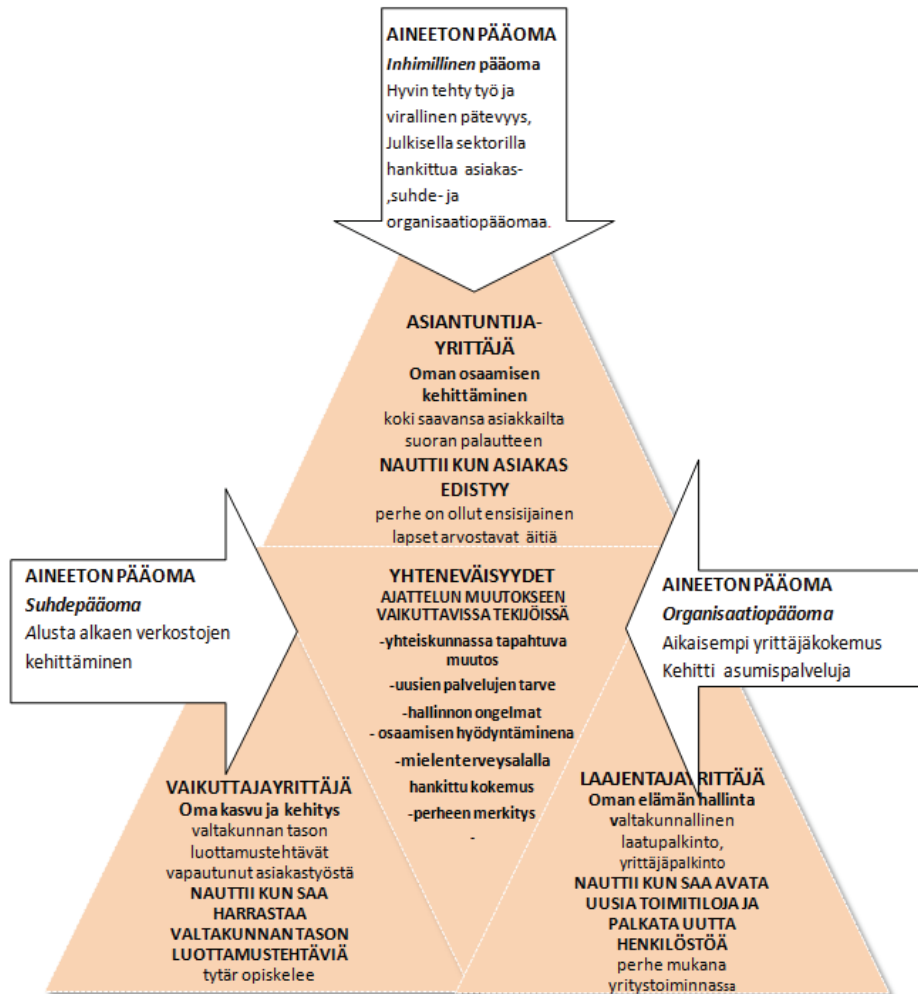 AINEETON PÄÄOMA
Inhimillinen pääoma
Hyvin tehty työ ja
virallinen pätevyys,
Julkisella sektorilla
hankittua asiakas-
,suhde- ja
organisaatiopääomaa.
ASIANTUNTIJA-
YRITTÄJÄ
Oman osaamisen
kehittäminen
koki saavansa asiakkailta
suoran palautteen
NAUTTII KUN ASIAKAS
EDISTYY
perhe on ollut ensisijainen
lapset arvostavat äitiä
AINEETON PÄÄOMA
Suhdepääoma
Alusta alkaen verkostojen
kehittäminen
YHTENEVÄISYYDET
AJATTELUN MUUTOKSEEN
VAIKUTTAVISSA TEKIJÖISSÄ
-yhteiskunnassa tapahtuva
muutos
-uusien palvelujen tarve
-hallinnon ongelmat
- osaamisen hyödyntäminena
-mielenterveysalalla
hankittu kokemus
-perheen merkitys
-
AINEETON PÄÄOMA
Organisaatiopääoma
Aikaisempi yrittäjäkokemus
Kehitti asumispalveluja
VAIKUTTAJAYRITTÄJÄ
Oma kasvu ja kehitys
valtakunnan tason
luottamustehtävät
vapautunut asiakastyöstä
NAUTTII KUN SAA
HARRASTAA
VALTAKUNNAN TASON
LUOTTAMUSTEHTÄVIÄ
tytär opiskelee
LAAJENTAJAYRITTÄJÄ
Oman elämän hallinta
valtakunnallinen
laatupalkinto,
yrittäjäpalkinto
NAUTTII KUN SAA AVATA
UUSIA TOIMITILOJA JA
PALKATA UUTTA
HENKILÖSTÖÄ
perhe mukana
yritystoiminnassa